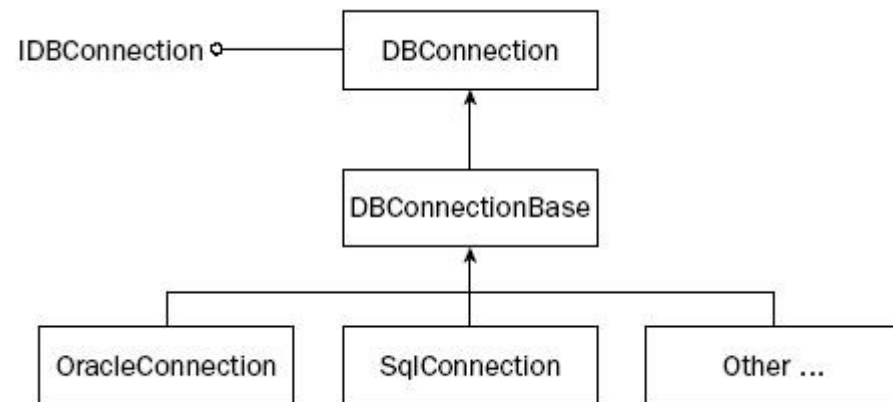 IDBConnection
DBConnection
DBConnectionBase
OracleConnection
SqlConnection
Other ...